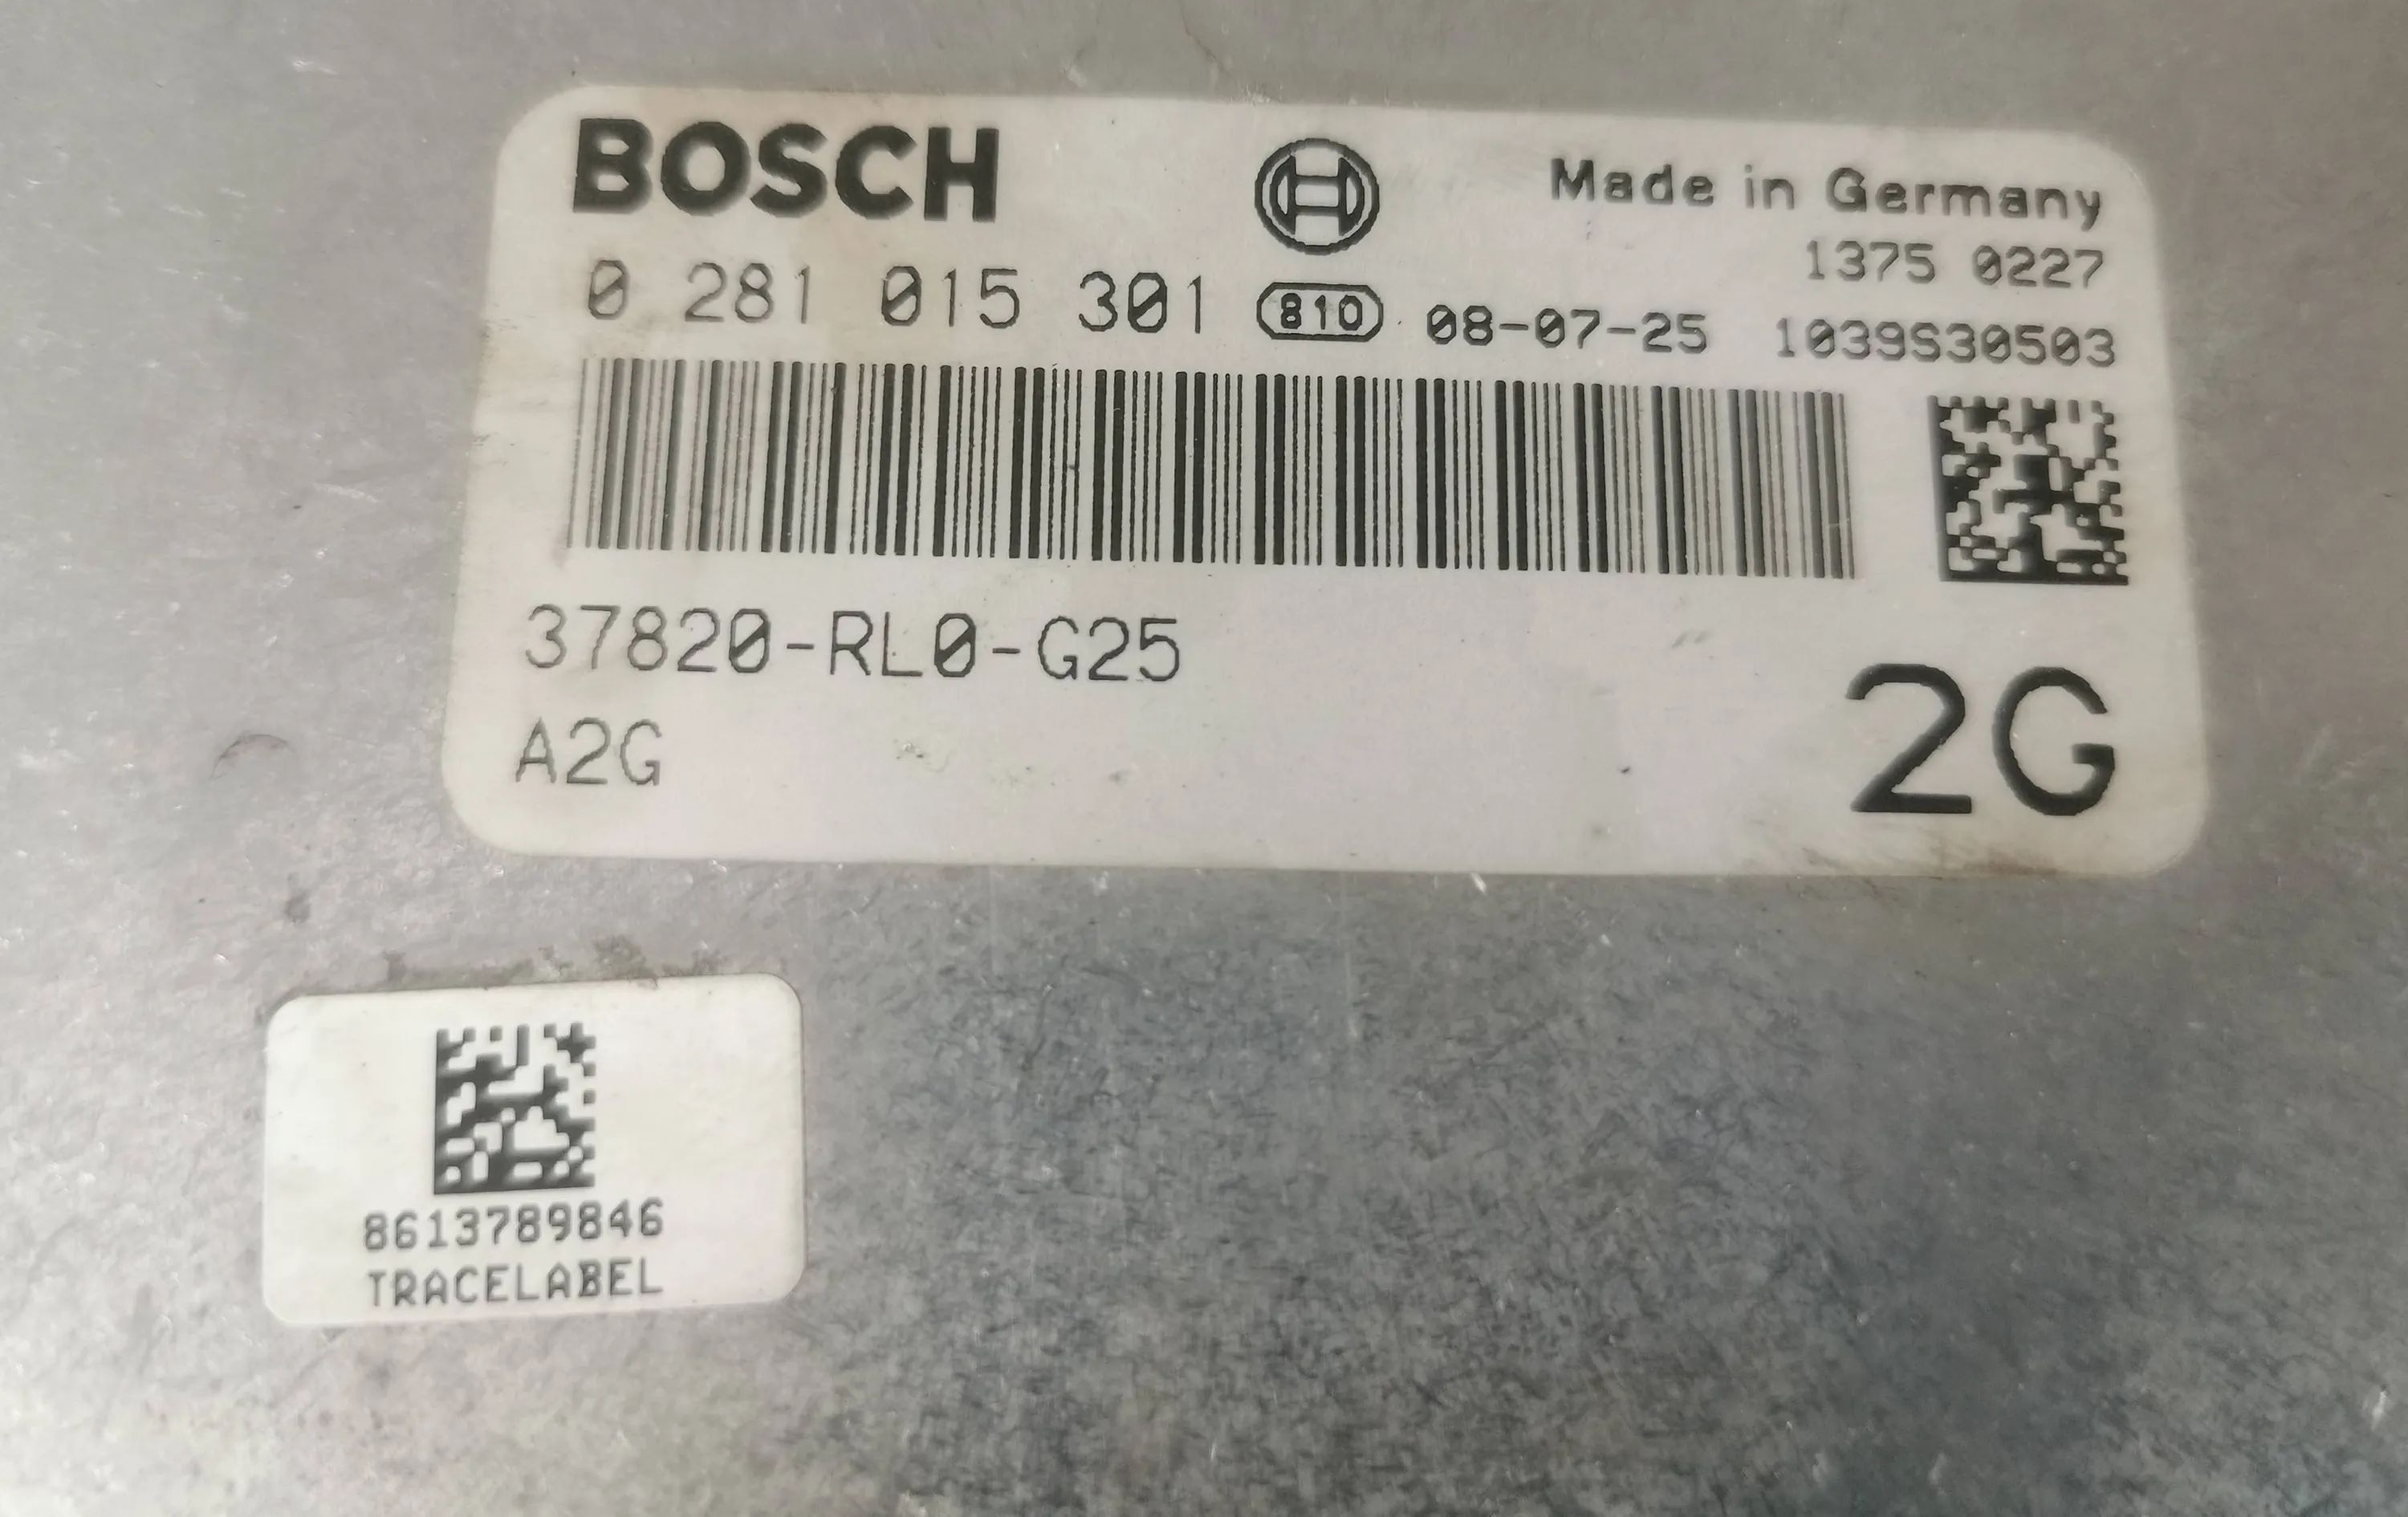 BOSCH
Made in Germany
1375 0227
0 281 015 301 810 08-07-25 1039S30503
37820-RL0-G25
A2G
2G
8613789846
TRACELABEL